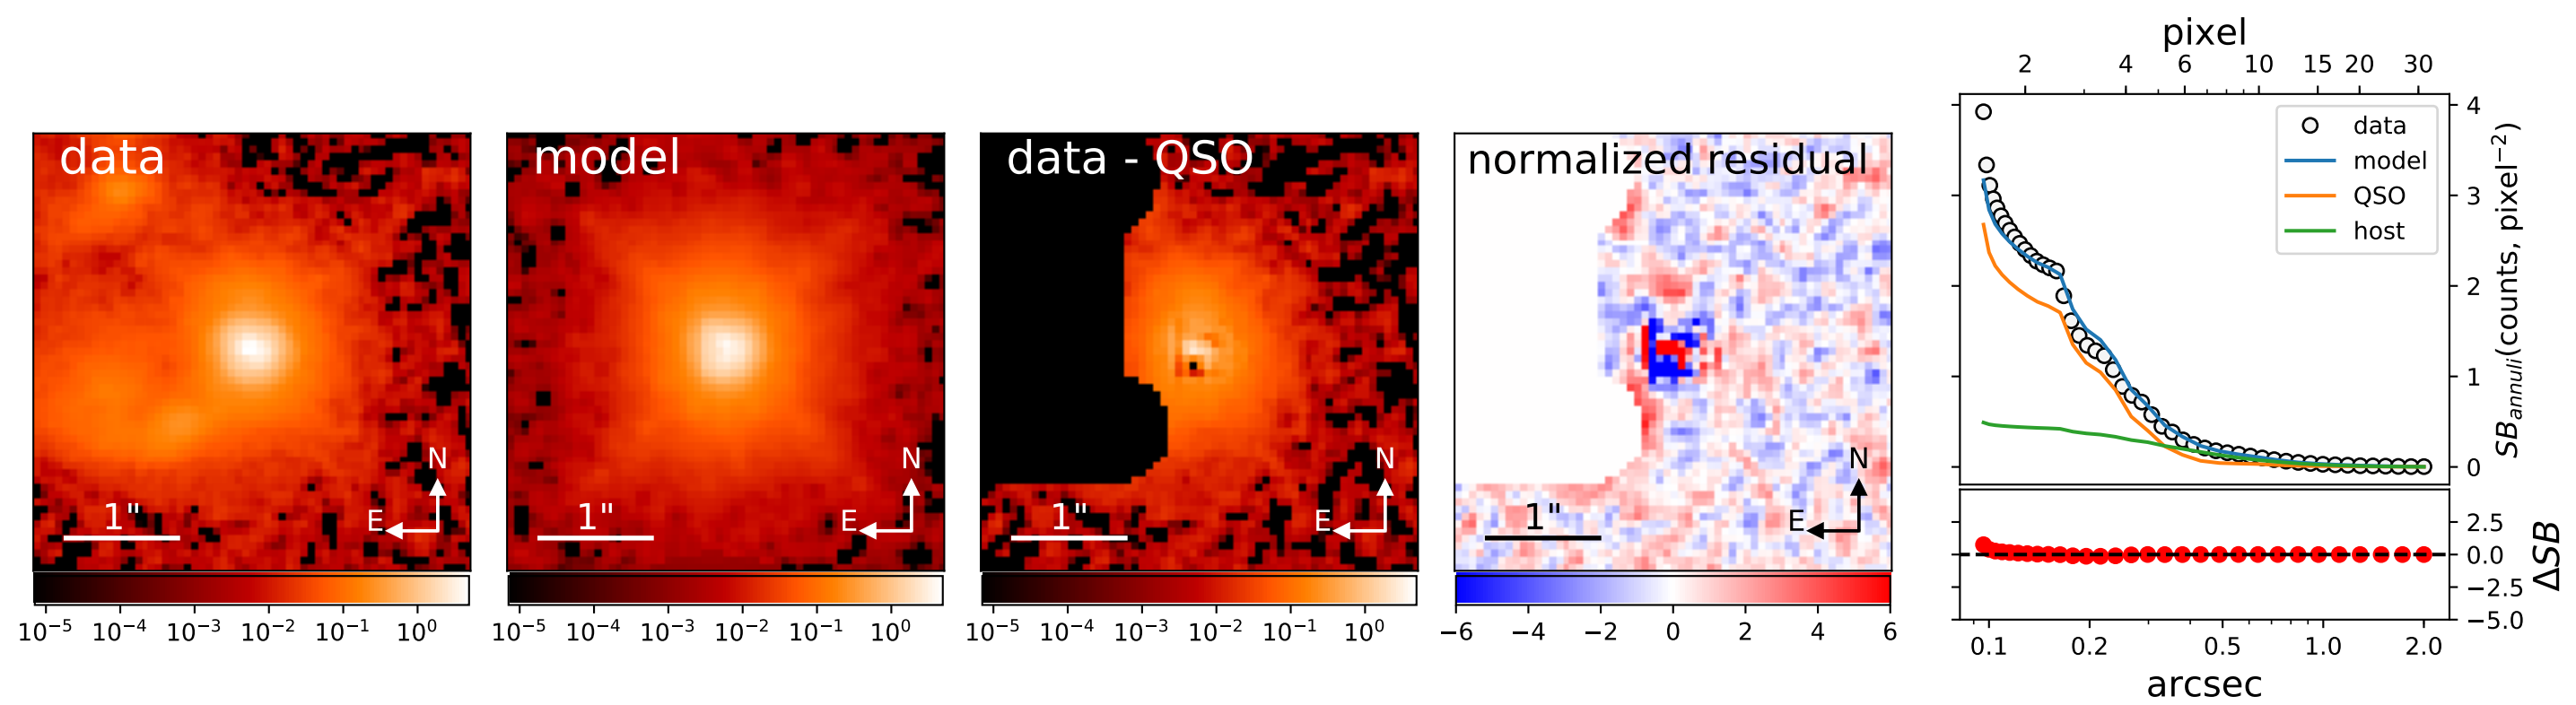 data
N
E
1"
10⁻⁵ 10⁻⁴ 10⁻³ 10⁻² 10⁻¹ 10⁰
model
N
E
1"
10⁻⁵ 10⁻⁴ 10⁻³ 10⁻² 10⁻¹ 10⁰
data - QSO
N
E
1"
10⁻⁵ 10⁻⁴ 10⁻³ 10⁻² 10⁻¹ 10⁰
normalized residual
N
E
1"
−6 −4 −2 0 2 4 6
pixel
2 4 6 10 15 20 30
data
model
QSO
host
4
3
2
1
0
SB_annuli(counts, pixel⁻²)
2.5
0.0
−2.5
−5.0
ΔSB
0.1 0.2 0.5 1.0 2.0
arcsec